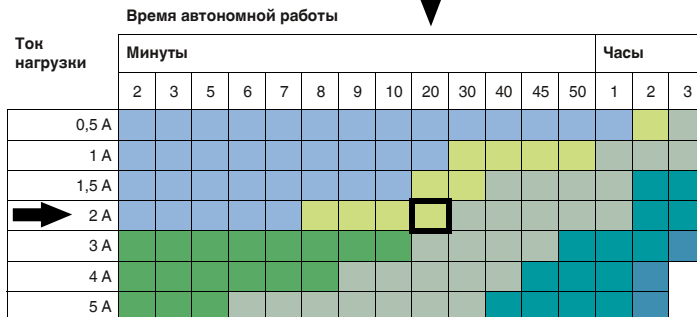 Время автономной работы
Ток
нагрузки
Минуты Часы
2 3 5 6 7 8 9 10 20 30 40 45 50 1 2 3
0,5 A
1 A
1,5 A
2 A
3 A
4 A
5 A